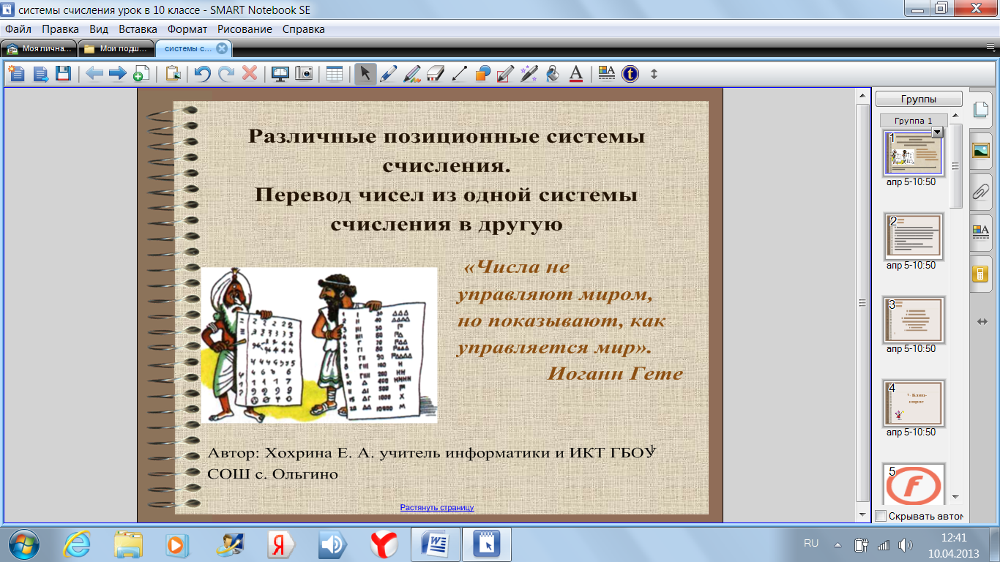 системы счисления урок в 10 классе - SMART Notebook SE
Файл Правка Вид Вставка Формат Рисование Справка
Моя лична... Мои подш... системы с...
Различные позиционные системы
счисления.
Перевод чисел из одной системы
счисления в другую
«Числа не
управляют миром,
но показывают, как
управляется мир».
Иоганн Гете
Автор: Хохрина Е. А. учитель информатики и ИКТ ГБОУ
СОШ с. Ольгино
Растянуть страницу
Группы
Группа 1
1
апр 5-10:50
2
апр 5-10:50
3
апр 5-10:50
4
1. Блиц-
опрос
апр 5-10:50
5
Скрывать автом
RU
12:41
10.04.2013